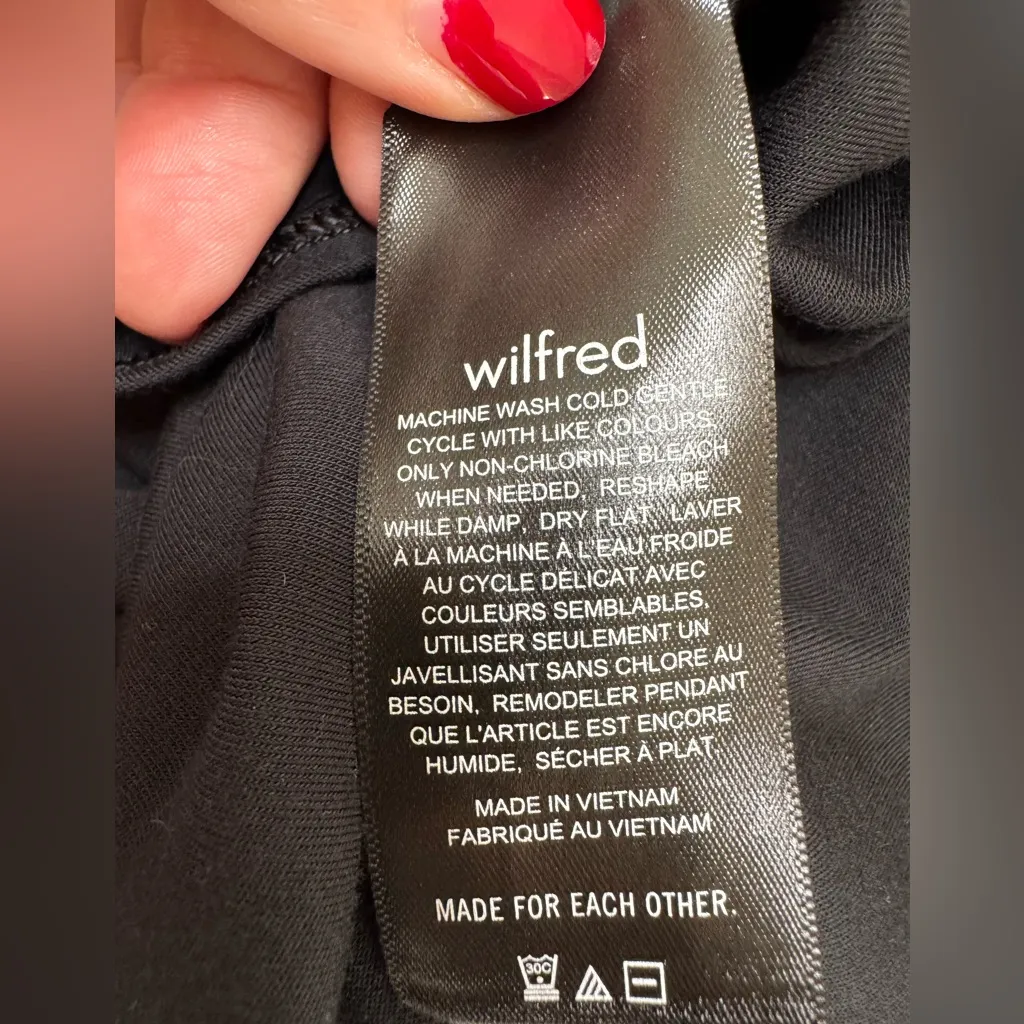 wilfred
MACHINE WASH COLD GENTLE
CYCLE WITH LIKE COLOURS.
ONLY NON-CHLORINE BLEACH
WHEN NEEDED. RESHAPE
WHILE DAMP. DRY FLAT. LAVER
À LA MACHINE À L'EAU FROIDE
AU CYCLE DÉLICAT AVEC
COULEURS SEMBLABLES.
UTILISER SEULEMENT UN
JAVELLISANT SANS CHLORE AU
BESOIN. REMODELER PENDANT
QUE L'ARTICLE EST ENCORE
HUMIDE. SÉCHER À PLAT.
MADE IN VIETNAM
FABRIQUÉ AU VIETNAM
MADE FOR EACH OTHER.
30C